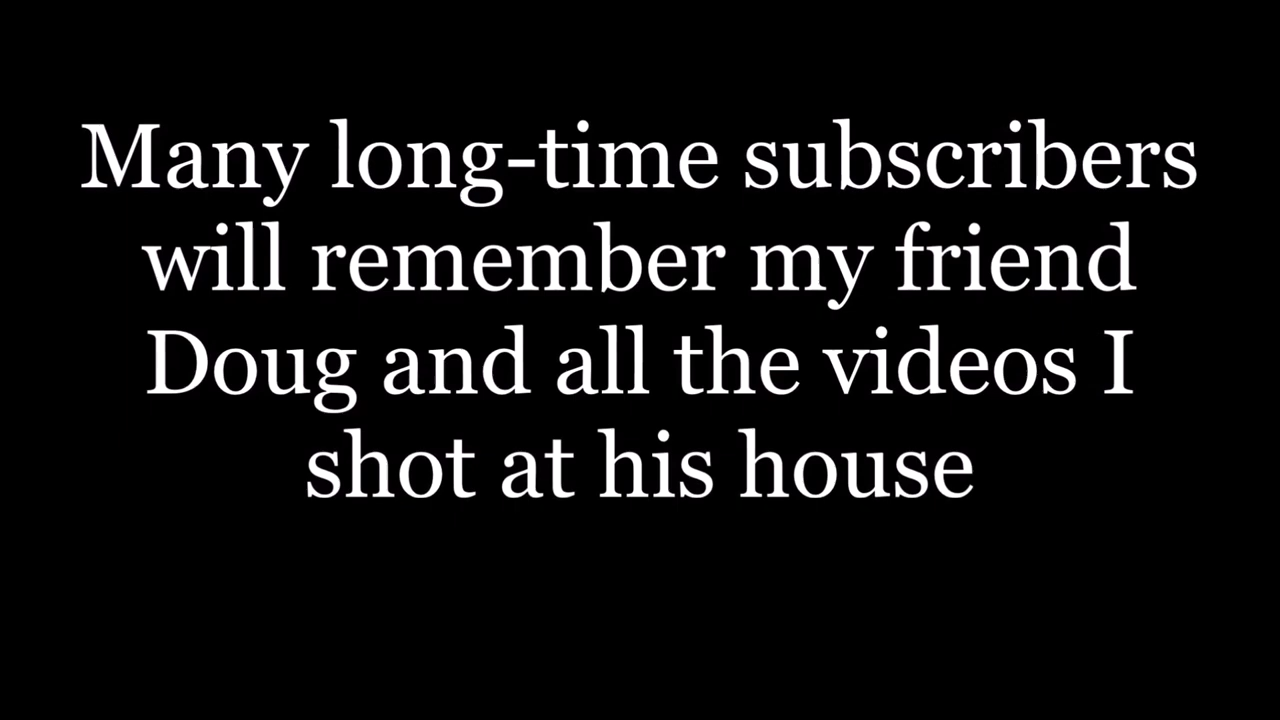 Many long-time subscribers
will remember my friend
Doug and all the videos I
shot at his house